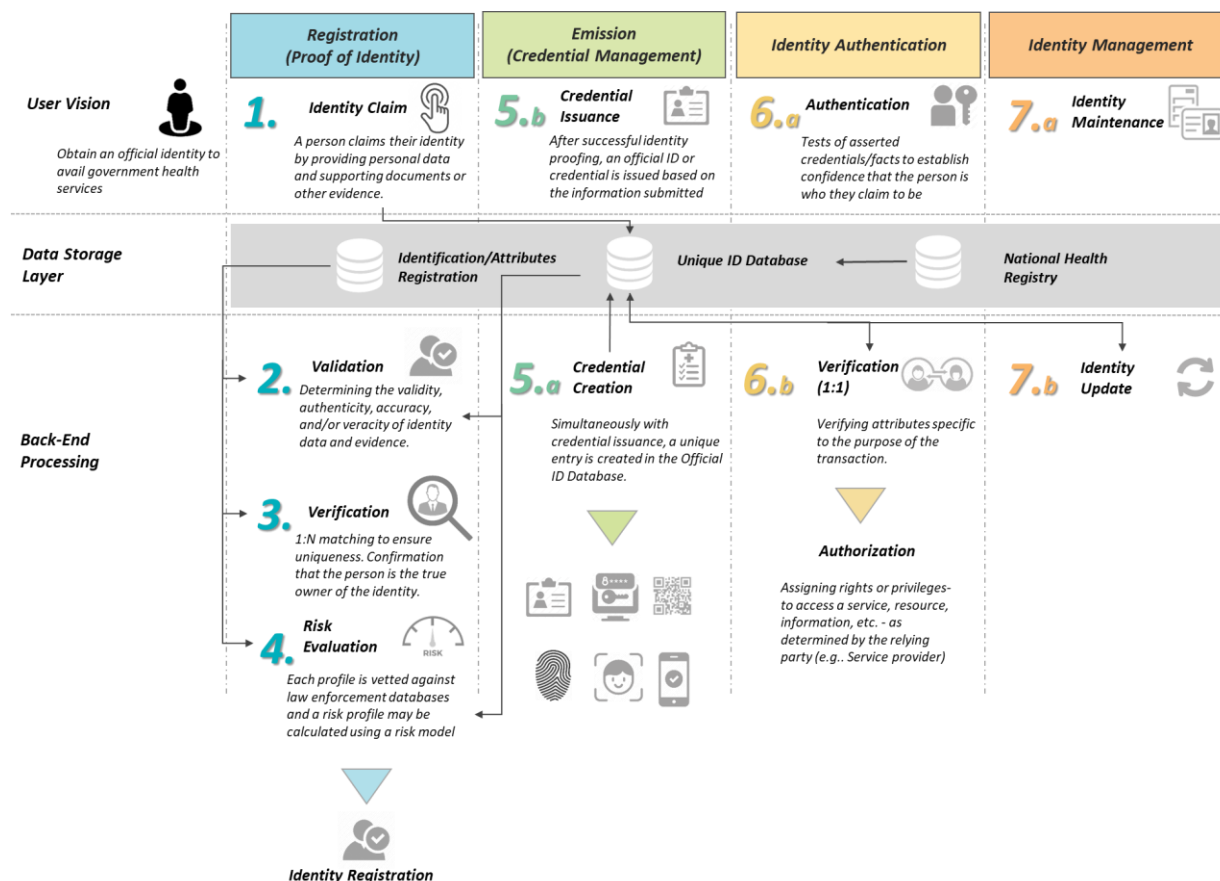 Registration
(Proof of Identity)
Emission
(Credential Management)
Identity Authentication
Identity Management
User Vision
Obtain an official identity to
avail government health
services
1.
Identity Claim
A person claims their identity
by providing personal data
and supporting documents or
other evidence.
5.b
Credential
Issuance
After successful identity
proofing, an official ID or
credential is issued based on
the information submitted
6.a
Authentication
Tests of asserted
credentials/facts to establish
confidence that the person is
who they claim to be
7.a
Identity
Maintenance
Data Storage
Layer
Identification/Attributes
Registration
Unique ID Database
National Health
Registry
Back-End
Processing
2.
Validation
Determining the validity,
authenticity, accuracy,
and/or veracity of identity
data and evidence.
3.
Verification
1:N matching to ensure
uniqueness. Confirmation
that the person is the true
owner of the identity.
4.
Risk
Evaluation
RISK
Each profile is vetted against
law enforcement databases
and a risk profile may be
calculated using a risk model
Identity Registration
5.a
Credential
Creation
Simultaneously with
credential issuance, a unique
entry is created in the Official
ID Database.
6.b
Verification
(1:1)
Verifying attributes specific
to the purpose of the
transaction.
Authorization
Assigning rights or privileges-
to access a service, resource,
information, etc. - as
determined by the relying
party (e.g.. Service provider)
7.b
Identity
Update